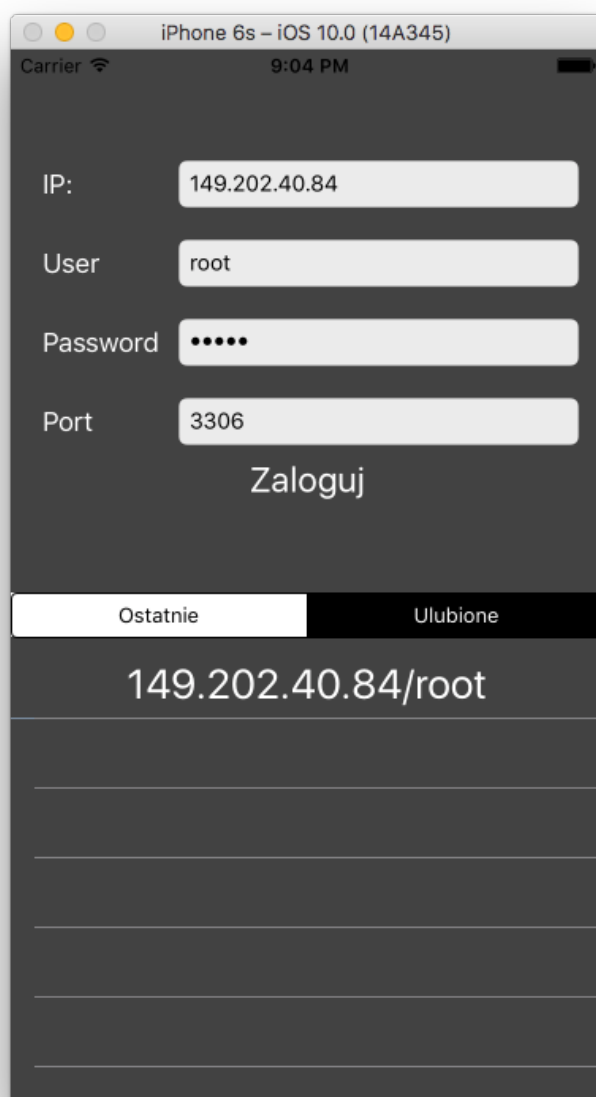 iPhone 6s – iOS 10.0 (14A345)
Carrier 9:04 PM
IP: 149.202.40.84
User root
Password •••••
Port 3306
Zaloguj
Ostatnie Ulubione
149.202.40.84/root